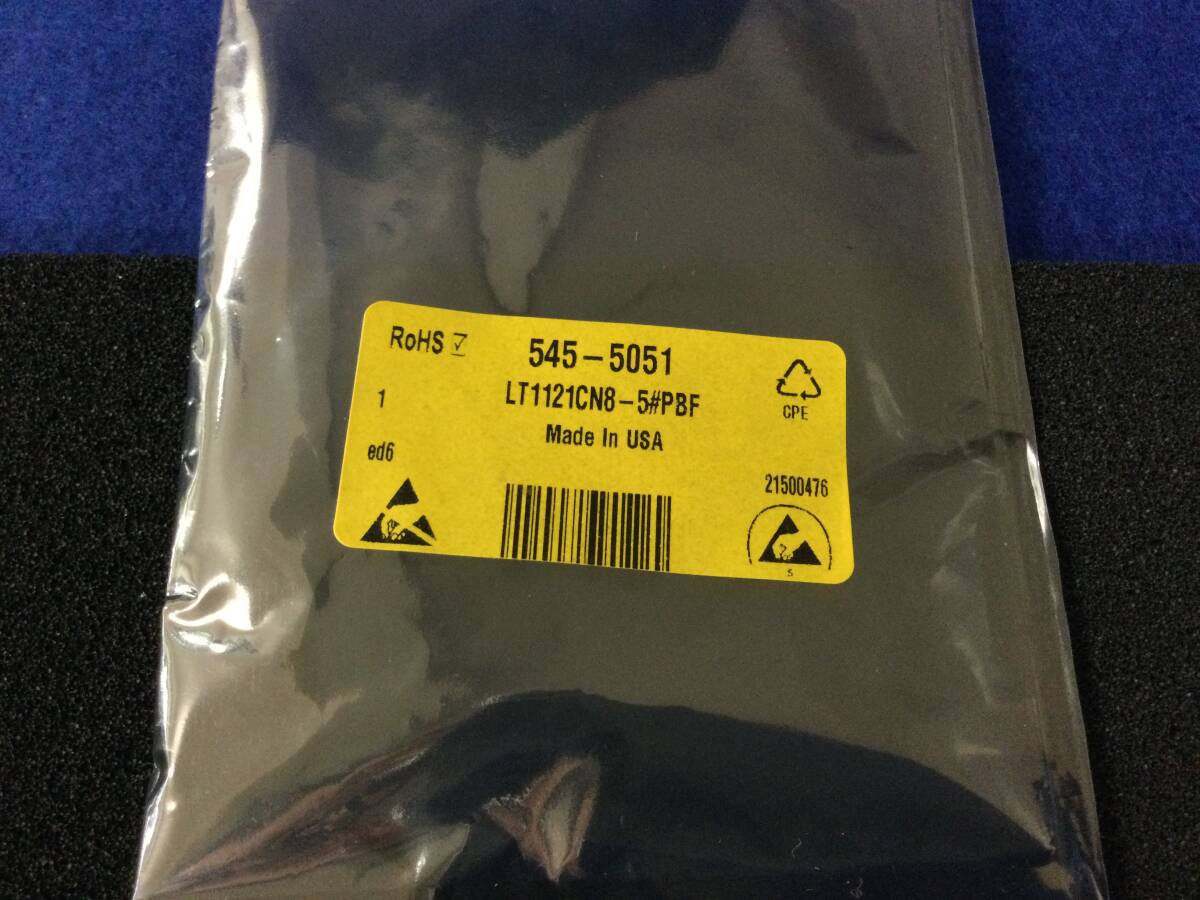 RoHS ✓
545-5051
LT1121CN8-5#PBF
1
Made In USA
CPE
ed6
21500476
S